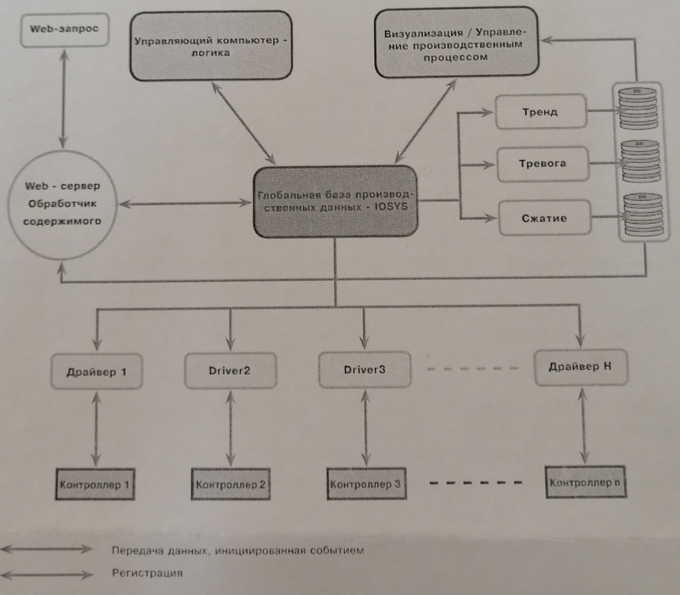 Web-запрос
Управляющий компьютер -
логика
Визуализация / Управле-
ние производственным
процессом
Тренд
Тревога
Сжатие
Web - сервер
Обработчик
содержимого
Глобальная база производ-
ственных данных - IOSYS
Драйвер 1
Driver2
Driver3
Драйвер Н
Контроллер 1
Контроллер 2
Контроллер 3
Контроллер n
Передача данных, инициированная событием
Регистрация